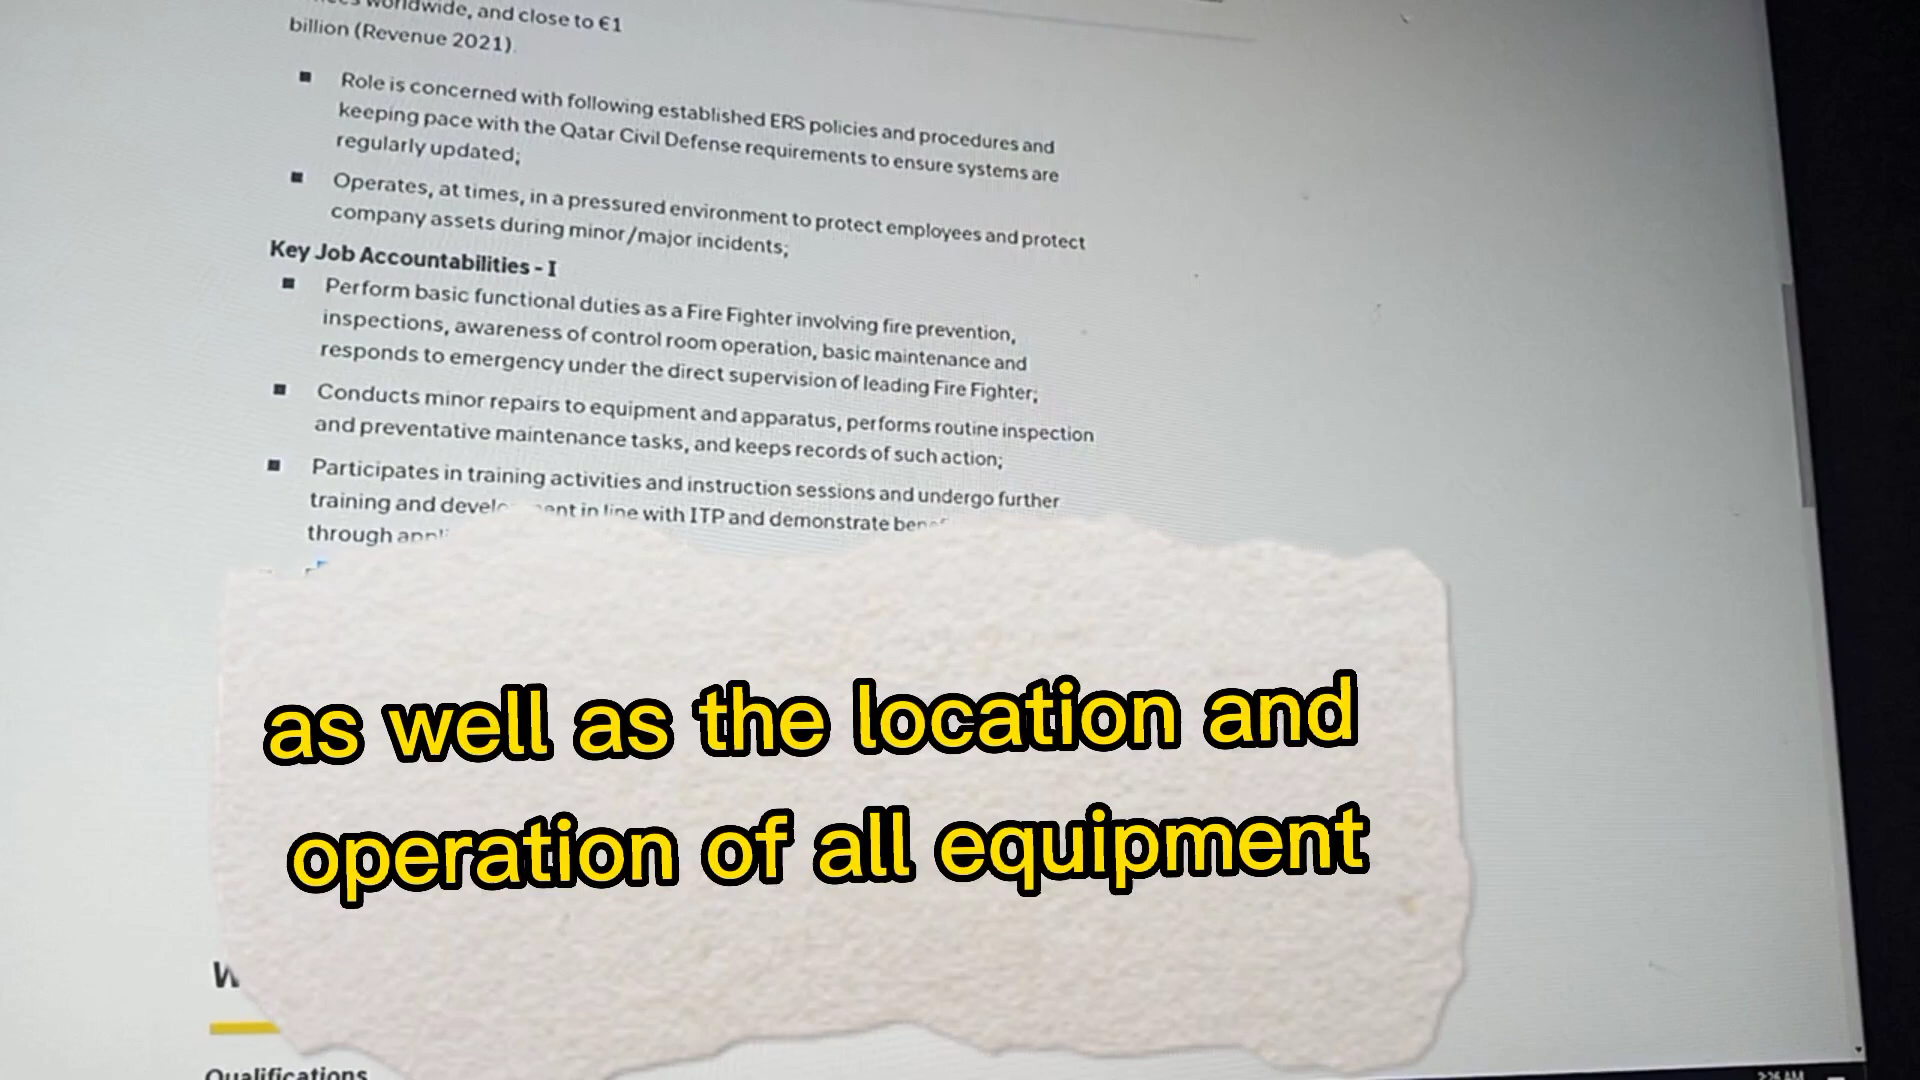 worldwide, and close to €1
billion (Revenue 2021).
Role is concerned with following established ERS policies and procedures and
keeping pace with the Qatar Civil Defense requirements to ensure systems are
regularly updated;
Operates, at times, in a pressured environment to protect employees and protect
company assets during minor/major incidents;
Key Job Accountabilities - I
Perform basic functional duties as a Fire Fighter involving fire prevention,
inspections, awareness of control room operation, basic maintenance and
responds to emergency under the direct supervision of leading Fire Fighter;
Conducts minor repairs to equipment and apparatus, performs routine inspection
and preventative maintenance tasks, and keeps records of such action;
Participates in training activities and instruction sessions and undergo further
training and in line with ITP and demonstrate
through
as well as the location and
operation of all equipment
Qualifications
2:26 AM